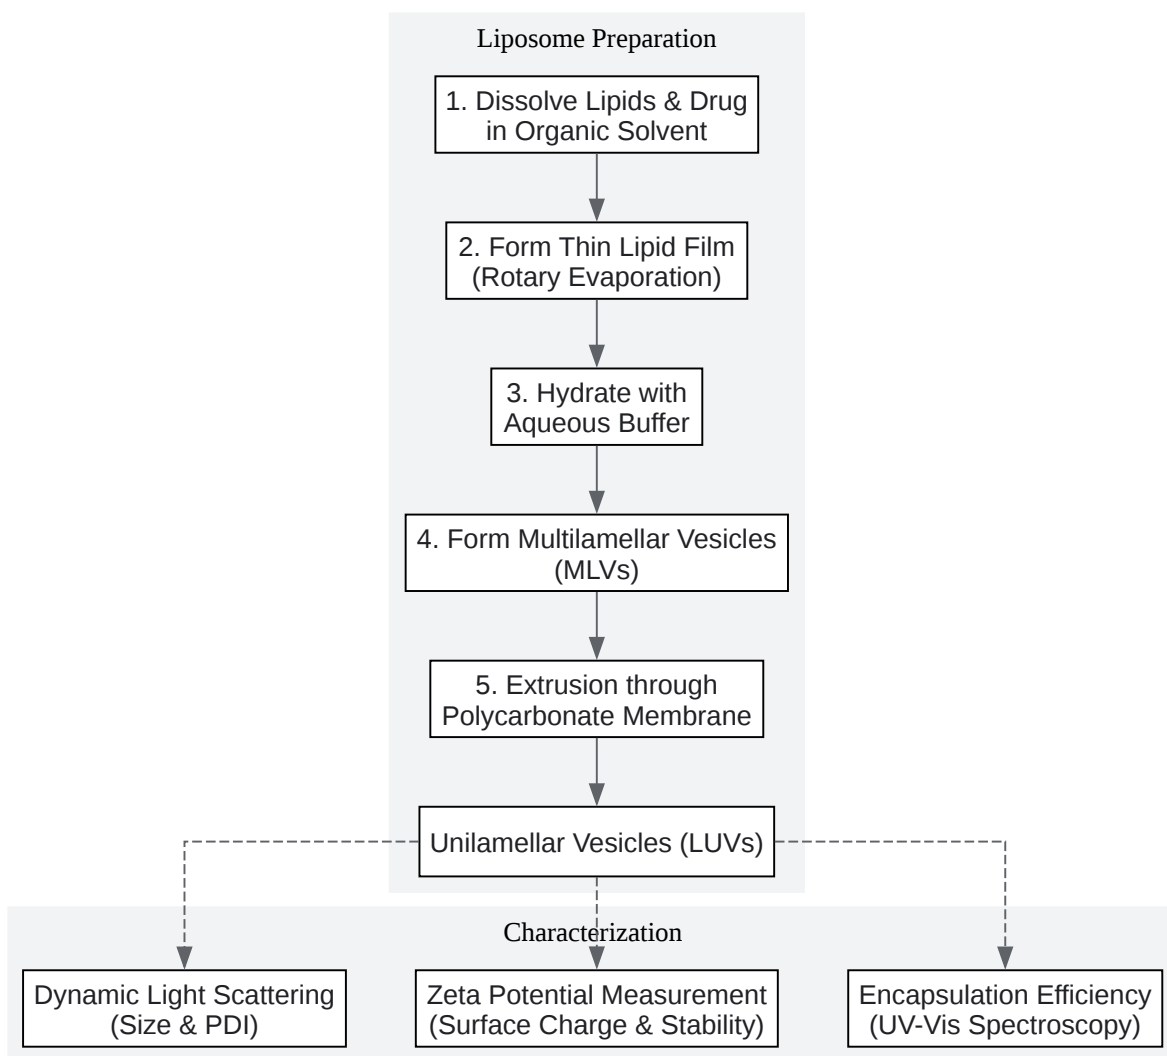 Liposome Preparation
1. Dissolve Lipids & Drug
in Organic Solvent
2. Form Thin Lipid Film
(Rotary Evaporation)
3. Hydrate with
Aqueous Buffer
4. Form Multilamellar Vesicles
(MLVs)
5. Extrusion through
Polycarbonate Membrane
Unilamellar Vesicles (LUVs)
Characterization
Dynamic Light Scattering
(Size & PDI)
Zeta Potential Measurement
(Surface Charge & Stability)
Encapsulation Efficiency
(UV-Vis Spectroscopy)